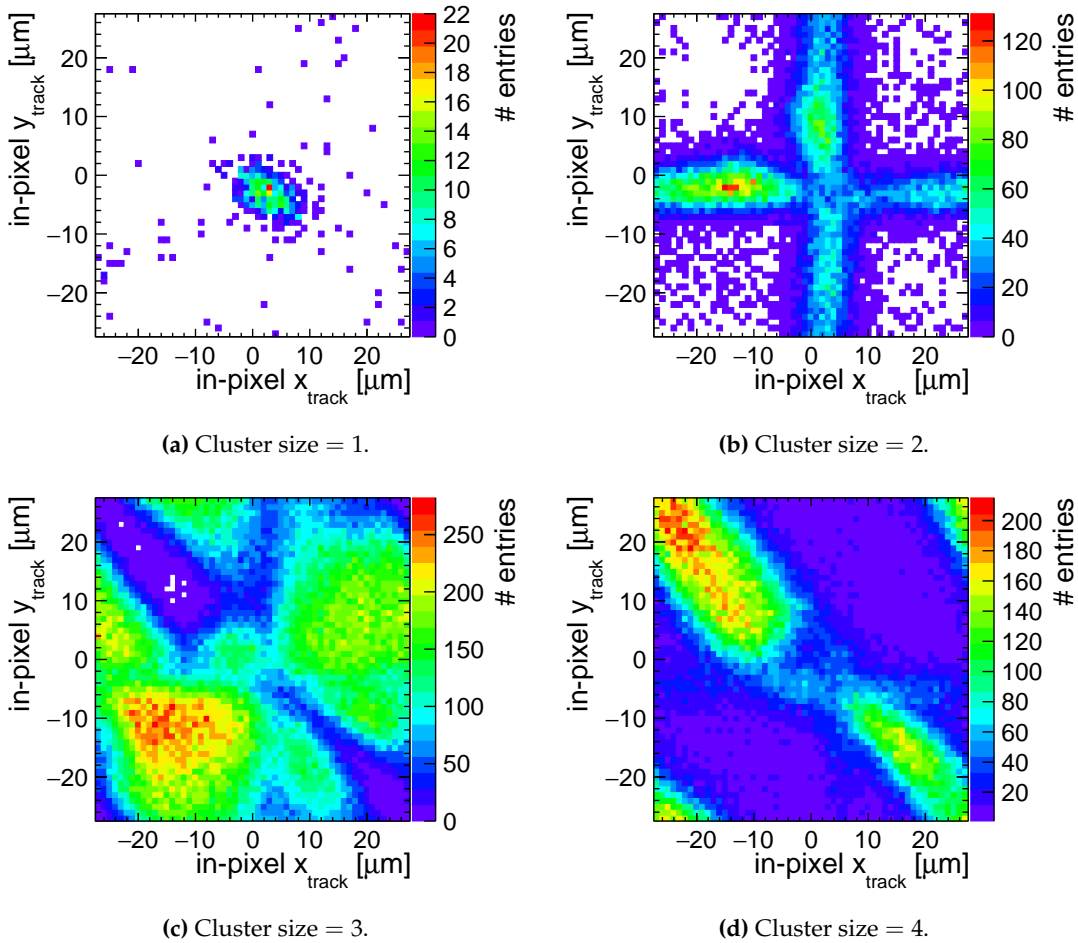 22
20
18
16
14
12
10
8
6
4
2
0
# entries
20
10
0
−10
−20
in-pixel y_track [μm]
−20 −10 0 10 20
in-pixel x_track [μm]
(a) Cluster size = 1.
120
100
80
60
40
20
0
# entries
20
10
0
−10
−20
in-pixel y_track [μm]
−20 −10 0 10 20
in-pixel x_track [μm]
(b) Cluster size = 2.
250
200
150
100
50
0
# entries
20
10
0
−10
−20
in-pixel y_track [μm]
−20 −10 0 10 20
in-pixel x_track [μm]
(c) Cluster size = 3.
200
180
160
140
120
100
80
60
40
20
# entries
20
10
0
−10
−20
in-pixel y_track [μm]
−20 −10 0 10 20
in-pixel x_track [μm]
(d) Cluster size = 4.